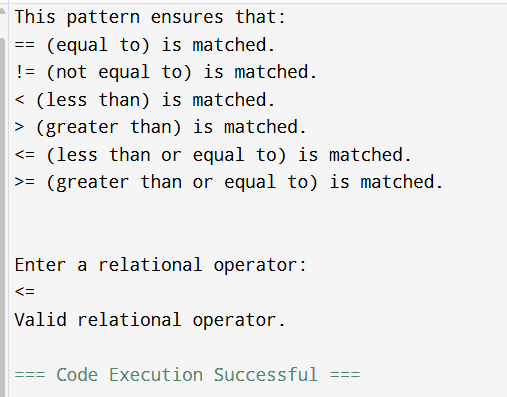 This pattern ensures that:
== (equal to) is matched.
!= (not equal to) is matched.
< (less than) is matched.
> (greater than) is matched.
<= (less than or equal to) is matched.
>= (greater than or equal to) is matched.
Enter a relational operator:
<=
Valid relational operator.
=== Code Execution Successful ===